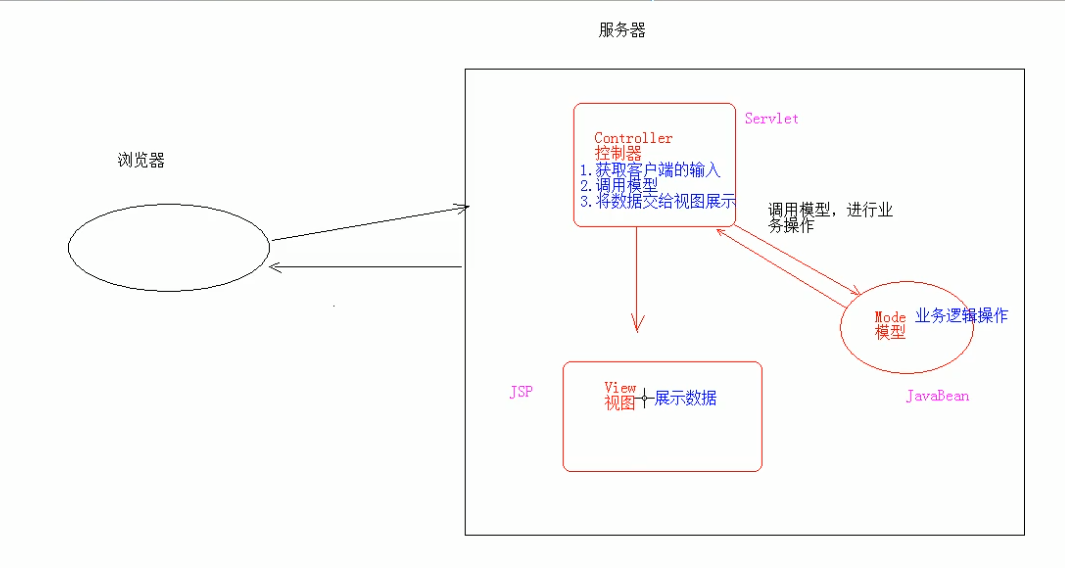 服务器
浏览器
Controller
控制器
1.获取客户端的输入
2.调用模型
3.将数据交给视图展示
Servlet
调用模型，进行业
务操作
Mode 业务逻辑操作
模型
JavaBean
JSP
View
视图 展示数据